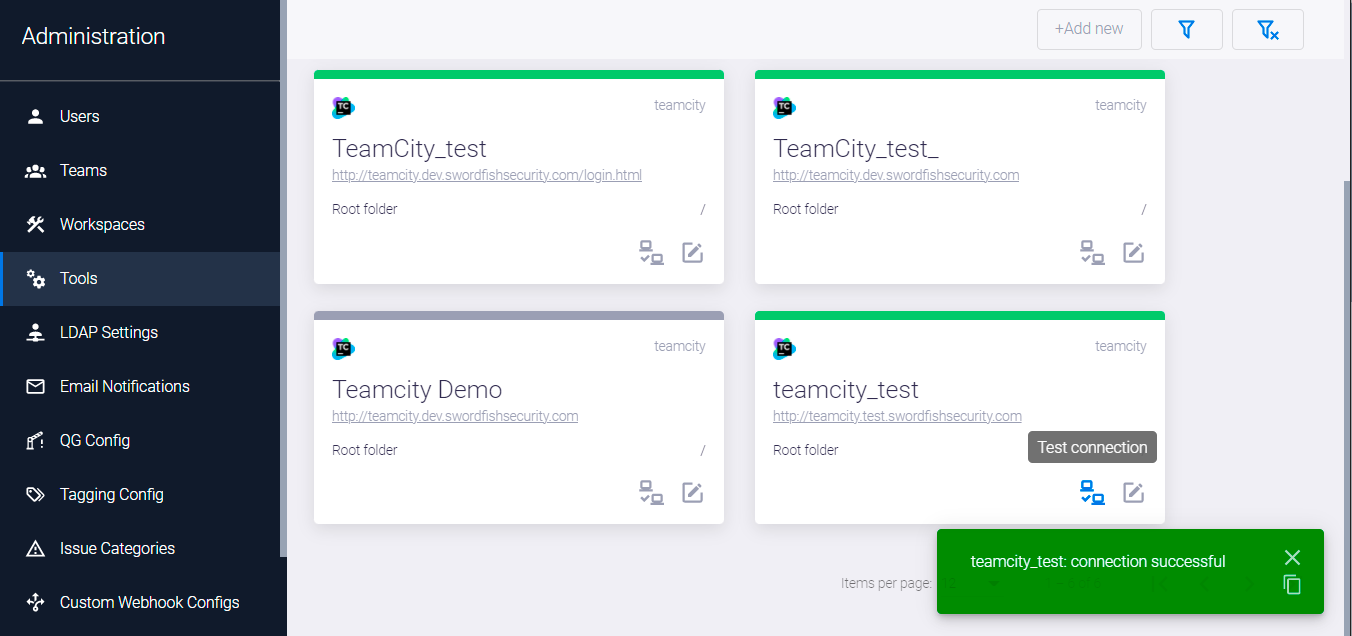 Administration
Users
Teams
Workspaces
Tools
LDAP Settings
Email Notifications
QG Config
Tagging Config
Issue Categories
Custom Webhook Configs
+Add new
TC
teamcity
TeamCity_test
http://teamcity.dev.swordfishsecurity.com/login.html
Root folder
/
TC
teamcity
TeamCity_test_
http://teamcity.dev.swordfishsecurity.com
Root folder
/
TC
teamcity
Teamcity Demo
http://teamcity.dev.swordfishsecurity.com
Root folder
/
TC
teamcity
teamcity_test
http://teamcity.test.swordfishsecurity.com
Root folder
Test connection
Items per page:
teamcity_test: connection successful